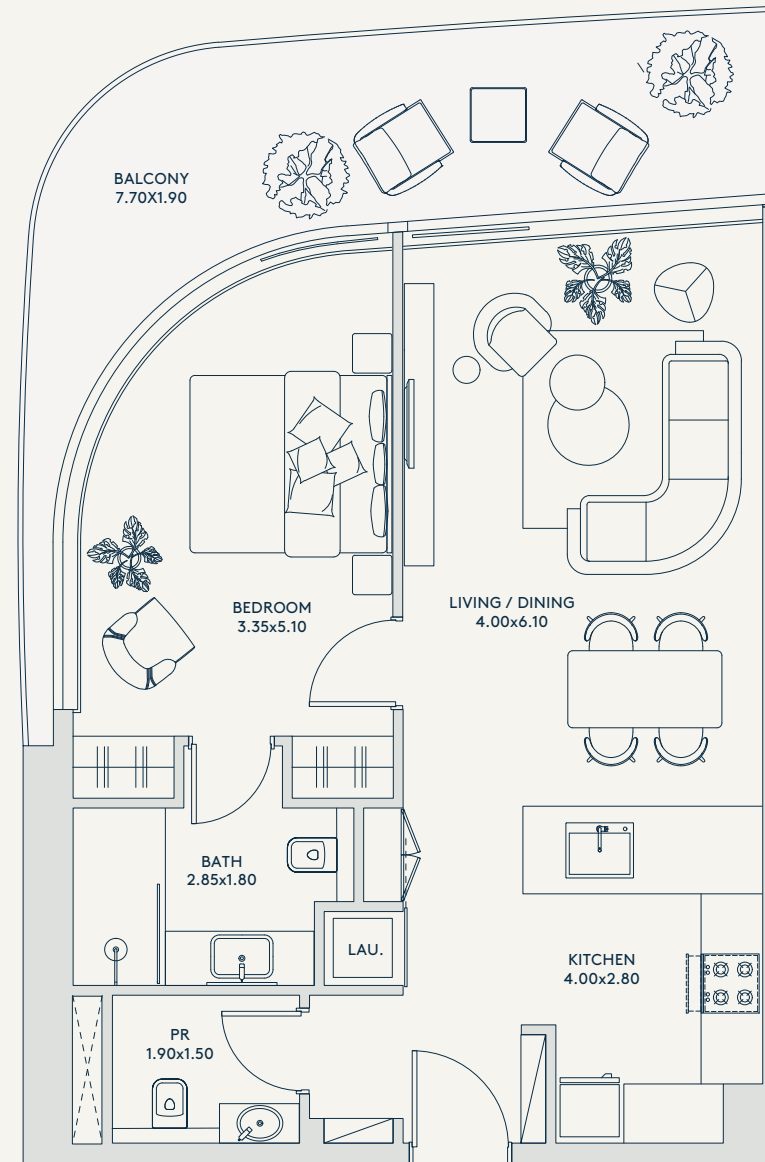 BALCONY
7.70X1.90
BEDROOM
3.35x5.10
LIVING / DINING
4.00x6.10
BATH
2.85x1.80
LAU.
KITCHEN
4.00x2.80
PR
1.90x1.50